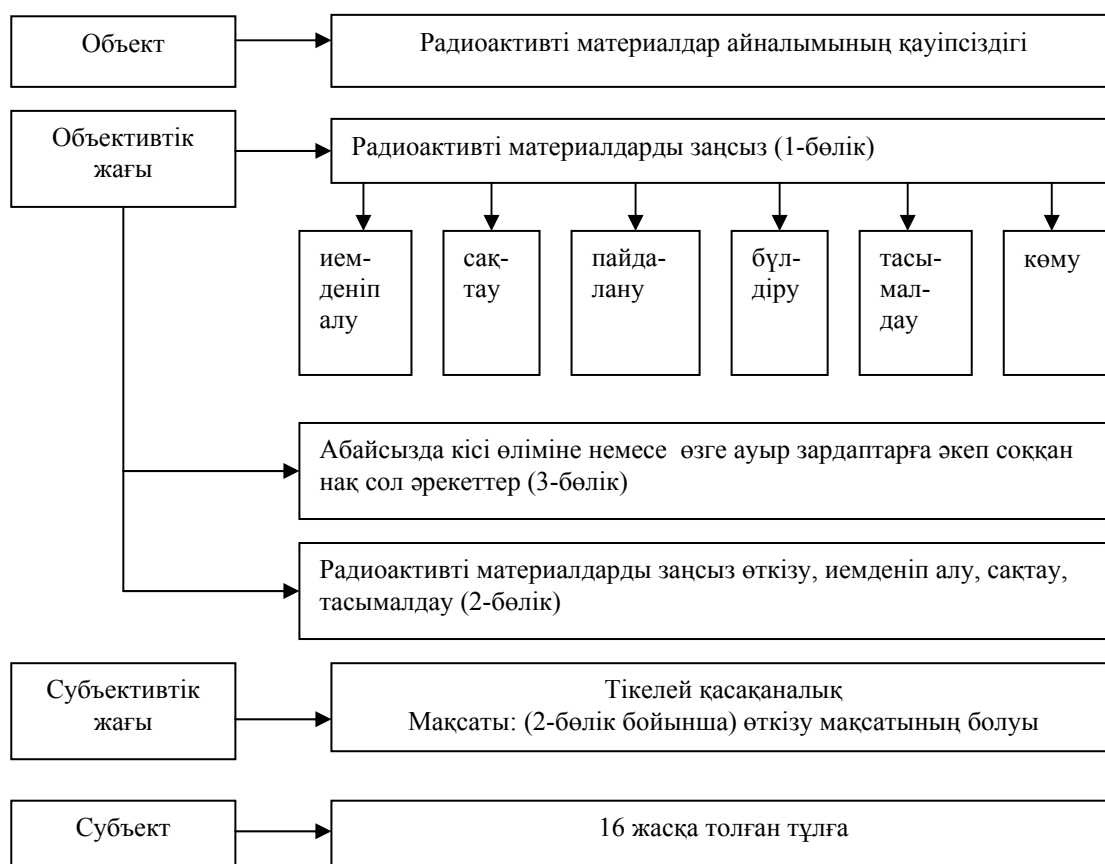 Объект
Радиоактивті материалдар айналымының қауіпсіздігі
Объективтік
жағы
Радиоактивті материалдарды заңсыз (1-бөлік)
ием-
деніп
алу
сақ-
тау
пайда-
лану
бүл-
діру
тасы-
мал-
дау
көму
Абайсызда кісі өліміне немесе өзге ауыр зардаптарға әкеп соққан
нақ сол әрекеттер (3-бөлік)
Радиоактивті материалдарды заңсыз өткізу, иемденіп алу, сақтау,
тасымалдау (2-бөлік)
Субъективтік
жағы
Тікелей қасақаналық
Мақсаты: (2-бөлік бойынша) өткізу мақсатының болуы
Субъект
16 жасқа толған тұлға